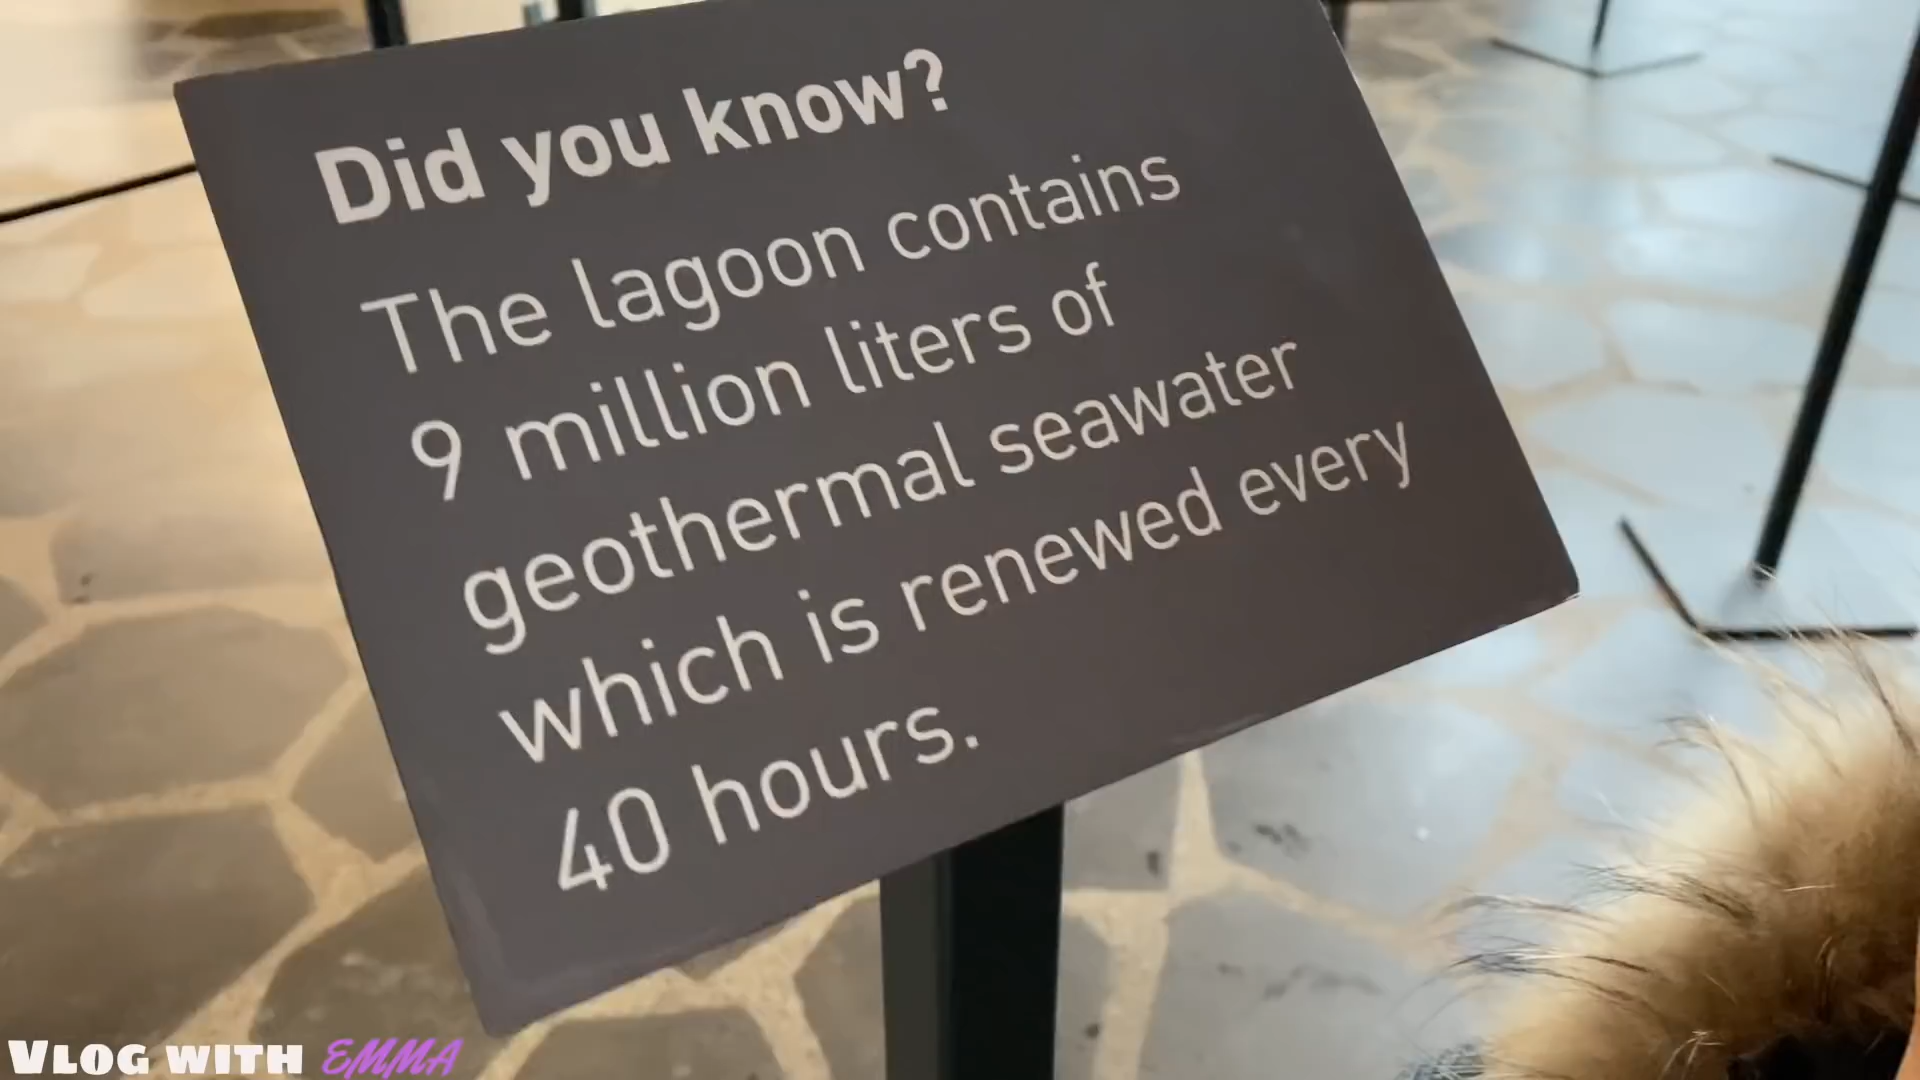 Did you know?
The lagoon contains
9 million liters of
geothermal seawater
which is renewed every
40 hours.
VLOG WITH EMMA